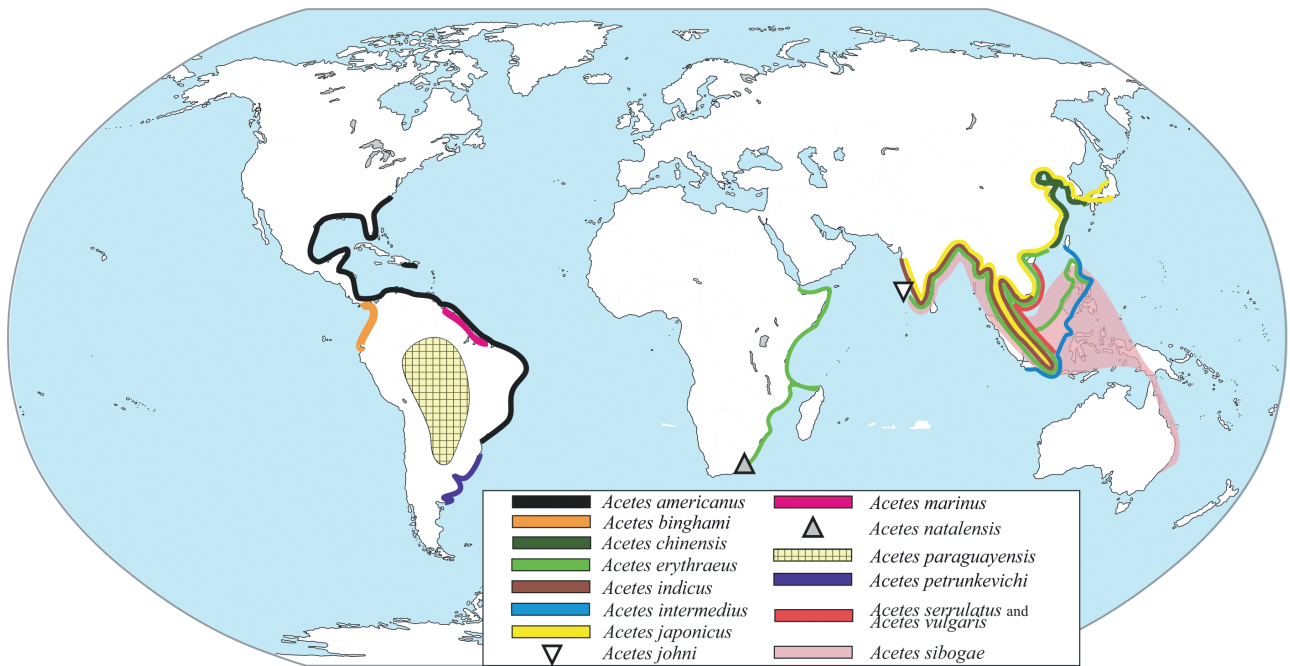 Acetes americanus
Acetes binghami
Acetes chinensis
Acetes erythraeus
Acetes indicus
Acetes intermedius
Acetes japonicus
Acetes johni
Acetes marinus
Acetes natalensis
Acetes paraguayensis
Acetes petrunkevichi
Acetes serrulatus and
Acetes vulgaris
Acetes sibogae